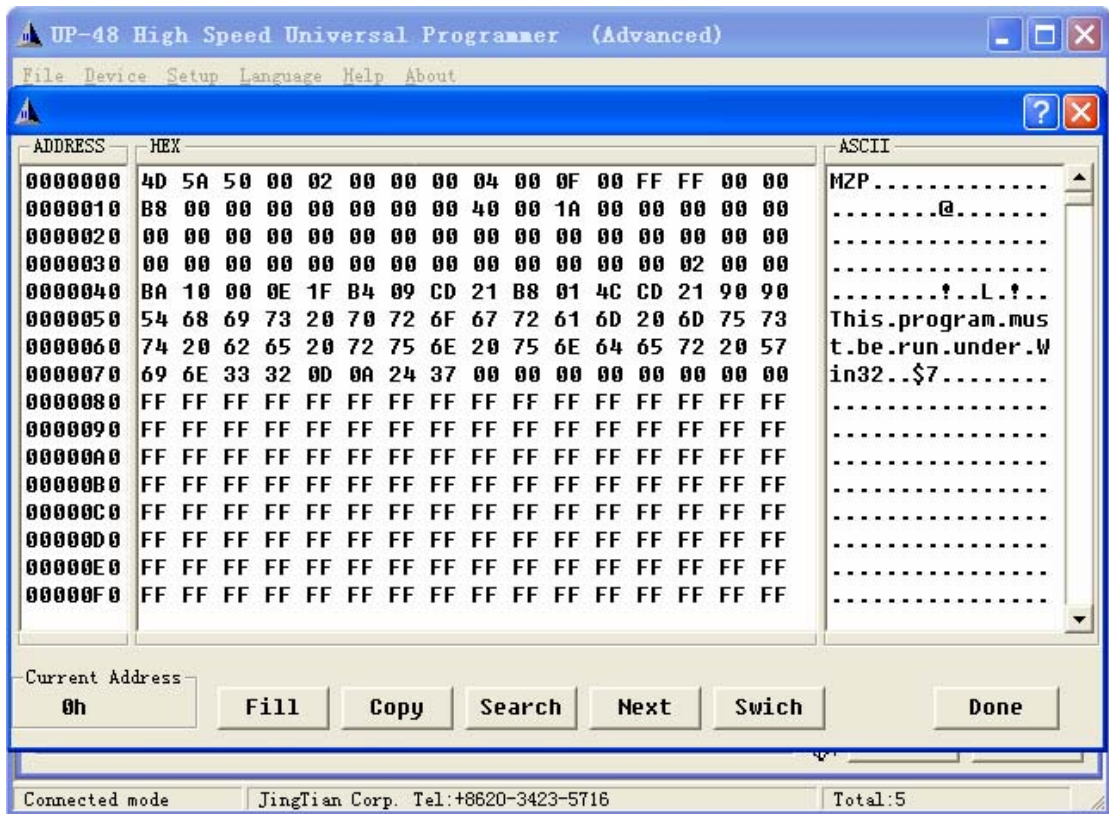 UP-48 High Speed Universal Programmer (Advanced)
File Device Setup Language Help About
ADDRESS HEX ASCII
0000000 4D 5A 50 00 02 00 00 00 04 00 0F 00 FF FF 00 00 MZP.............
0000010 B8 00 00 00 00 00 00 00 40 00 1A 00 00 00 00 00 ........@.......
0000020 00 00 00 00 00 00 00 00 00 00 00 00 00 00 00 00 ................
0000030 00 00 00 00 00 00 00 00 00 00 00 00 00 02 00 00 ................
0000040 BA 10 00 0E 1F B4 09 CD 21 B8 01 4C CD 21 90 90 ........!..L.!..
0000050 54 68 69 73 20 70 72 6F 67 72 61 6D 20 6D 75 73 This.program.mus
0000060 74 20 62 65 20 72 75 6E 20 75 6E 64 65 72 20 57 t.be.run.under.W
0000070 69 6E 33 32 0D 0A 24 37 00 00 00 00 00 00 00 00 in32..$7........
0000080 FF FF FF FF FF FF FF FF FF FF FF FF FF FF FF FF ................
0000090 FF FF FF FF FF FF FF FF FF FF FF FF FF FF FF FF ................
00000A0 FF FF FF FF FF FF FF FF FF FF FF FF FF FF FF FF ................
00000B0 FF FF FF FF FF FF FF FF FF FF FF FF FF FF FF FF ................
00000C0 FF FF FF FF FF FF FF FF FF FF FF FF FF FF FF FF ................
00000D0 FF FF FF FF FF FF FF FF FF FF FF FF FF FF FF FF ................
00000E0 FF FF FF FF FF FF FF FF FF FF FF FF FF FF FF FF ................
00000F0 FF FF FF FF FF FF FF FF FF FF FF FF FF FF FF FF ................
Current Address
0h Fill Copy Search Next Swich Done
Connected mode JingTian Corp. Tel:+8620-3423-5716 Total:5